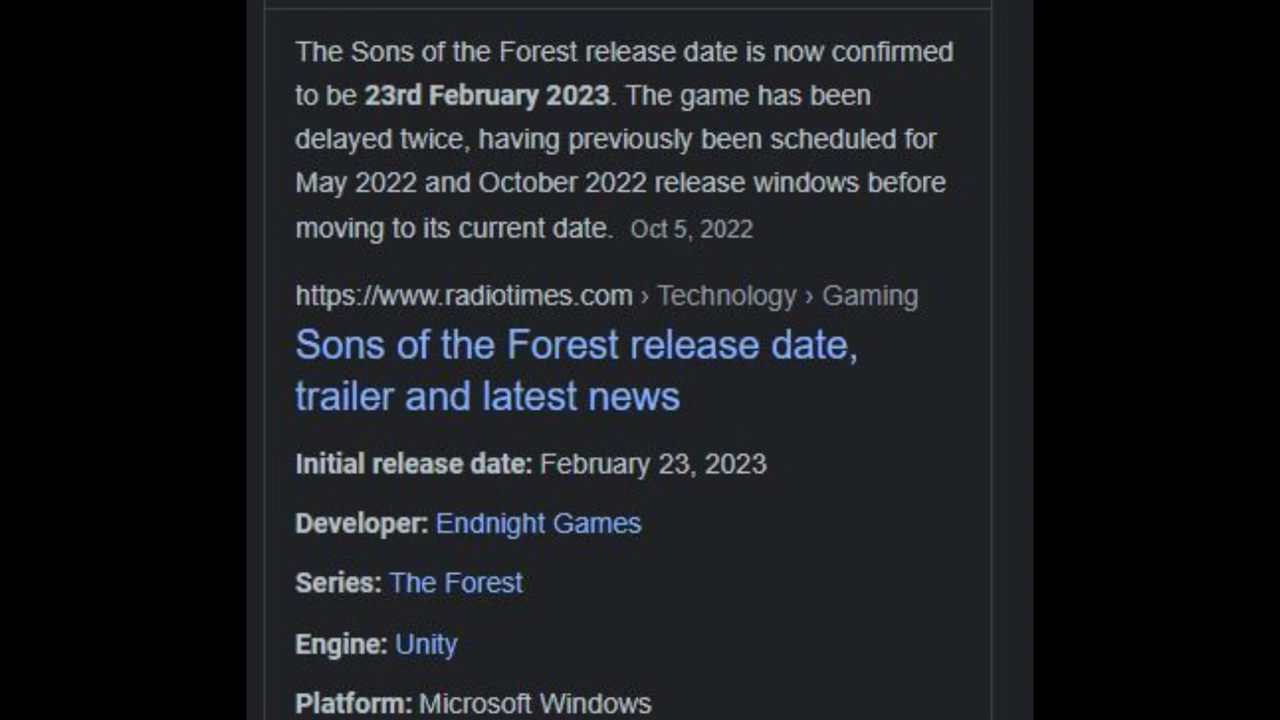 The Sons of the Forest release date is now confirmed
to be 23rd February 2023. The game has been
delayed twice, having previously been scheduled for
May 2022 and October 2022 release windows before
moving to its current date. Oct 5, 2022
https://www.radiotimes.com › Technology › Gaming
Sons of the Forest release date,
trailer and latest news
Initial release date: February 23, 2023
Developer: Endnight Games
Series: The Forest
Engine: Unity
Platform: Microsoft Windows